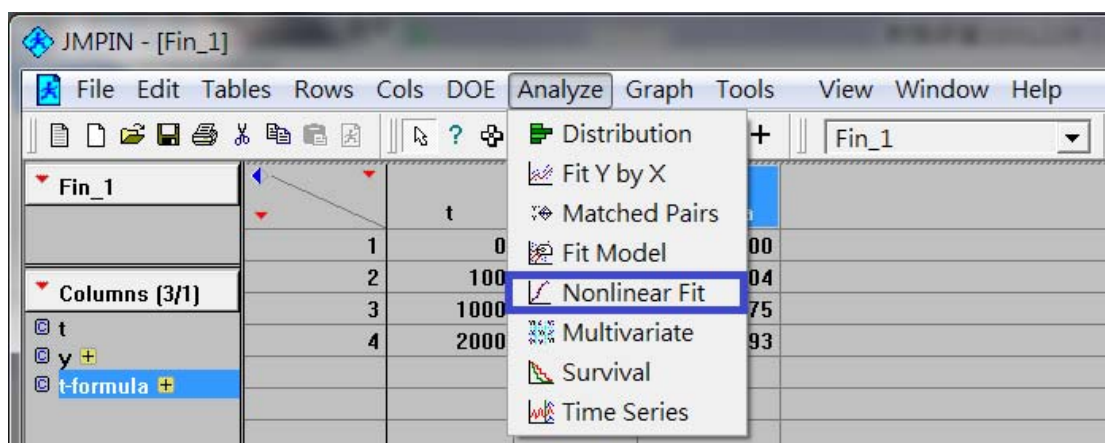 JMPIN - [Fin_1]
File Edit Tables Rows Cols DOE Analyze Graph Tools View Window Help
Fin_1
Distribution
Fit Y by X
Matched Pairs
Fit Model
Nonlinear Fit
Multivariate
Survival
Time Series
Fin_1
Columns (3/1)
t
y
t-formula
t
1 0 00
2 100 04
3 1000 75
4 2000 93